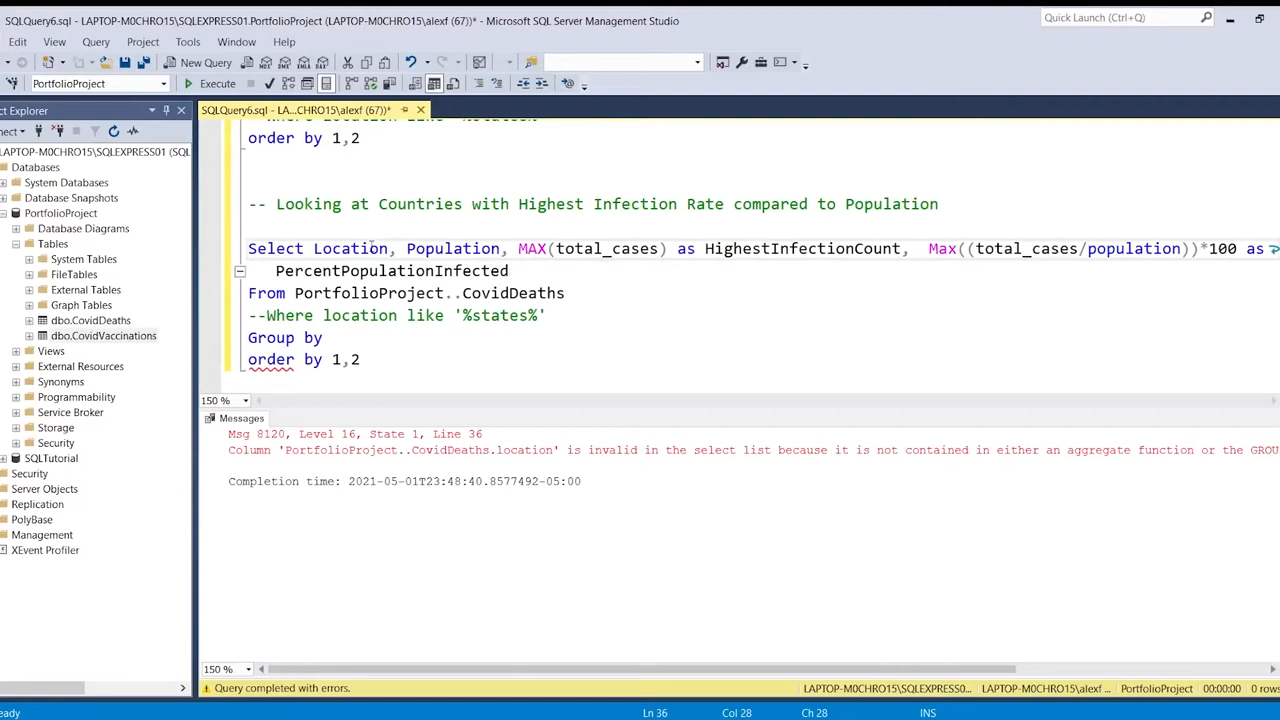 SQLQuery6.sql - LAPTOP-M0CHRO15\SQLEXPRESS01.PortfolioProject (LAPTOP-M0CHRO15\alexf (67))* - Microsoft SQL Server Management Studio
Quick Launch (Ctrl+Q)
Edit View Query Project Tools Window Help
New Query
PortfolioProject Execute
ct Explorer
SQLQuery6.sql - LA...CHRO15\alexf (67))*
nect
LAPTOP-M0CHRO15\SQLEXPRESS01 (SQL
Databases
System Databases
Database Snapshots
PortfolioProject
Database Diagrams
Tables
System Tables
FileTables
External Tables
Graph Tables
dbo.CovidDeaths
dbo.CovidVaccinations
Views
External Resources
Synonyms
Programmability
Service Broker
Storage
Security
SQLTutorial
Security
Server Objects
Replication
PolyBase
Management
XEvent Profiler
order by 1,2
-- Looking at Countries with Highest Infection Rate compared to Population
Select Location, Population, MAX(total_cases) as HighestInfectionCount, Max((total_cases/population))*100 as
PercentPopulationInfected
From PortfolioProject..CovidDeaths
--Where location like '%states%'
Group by
order by 1,2
150 %
Messages
Msg 8120, Level 16, State 1, Line 36
Column 'PortfolioProject..CovidDeaths.location' is invalid in the select list because it is not contained in either an aggregate function or the GROU
Completion time: 2021-05-01T23:48:40.8577492-05:00
150 %
Query completed with errors.
LAPTOP-M0CHRO15\SQLEXPRESS0... LAPTOP-M0CHRO15\alexf ... PortfolioProject 00:00:00 0 rows
eady
Ln 36 Col 28 Ch 28 INS